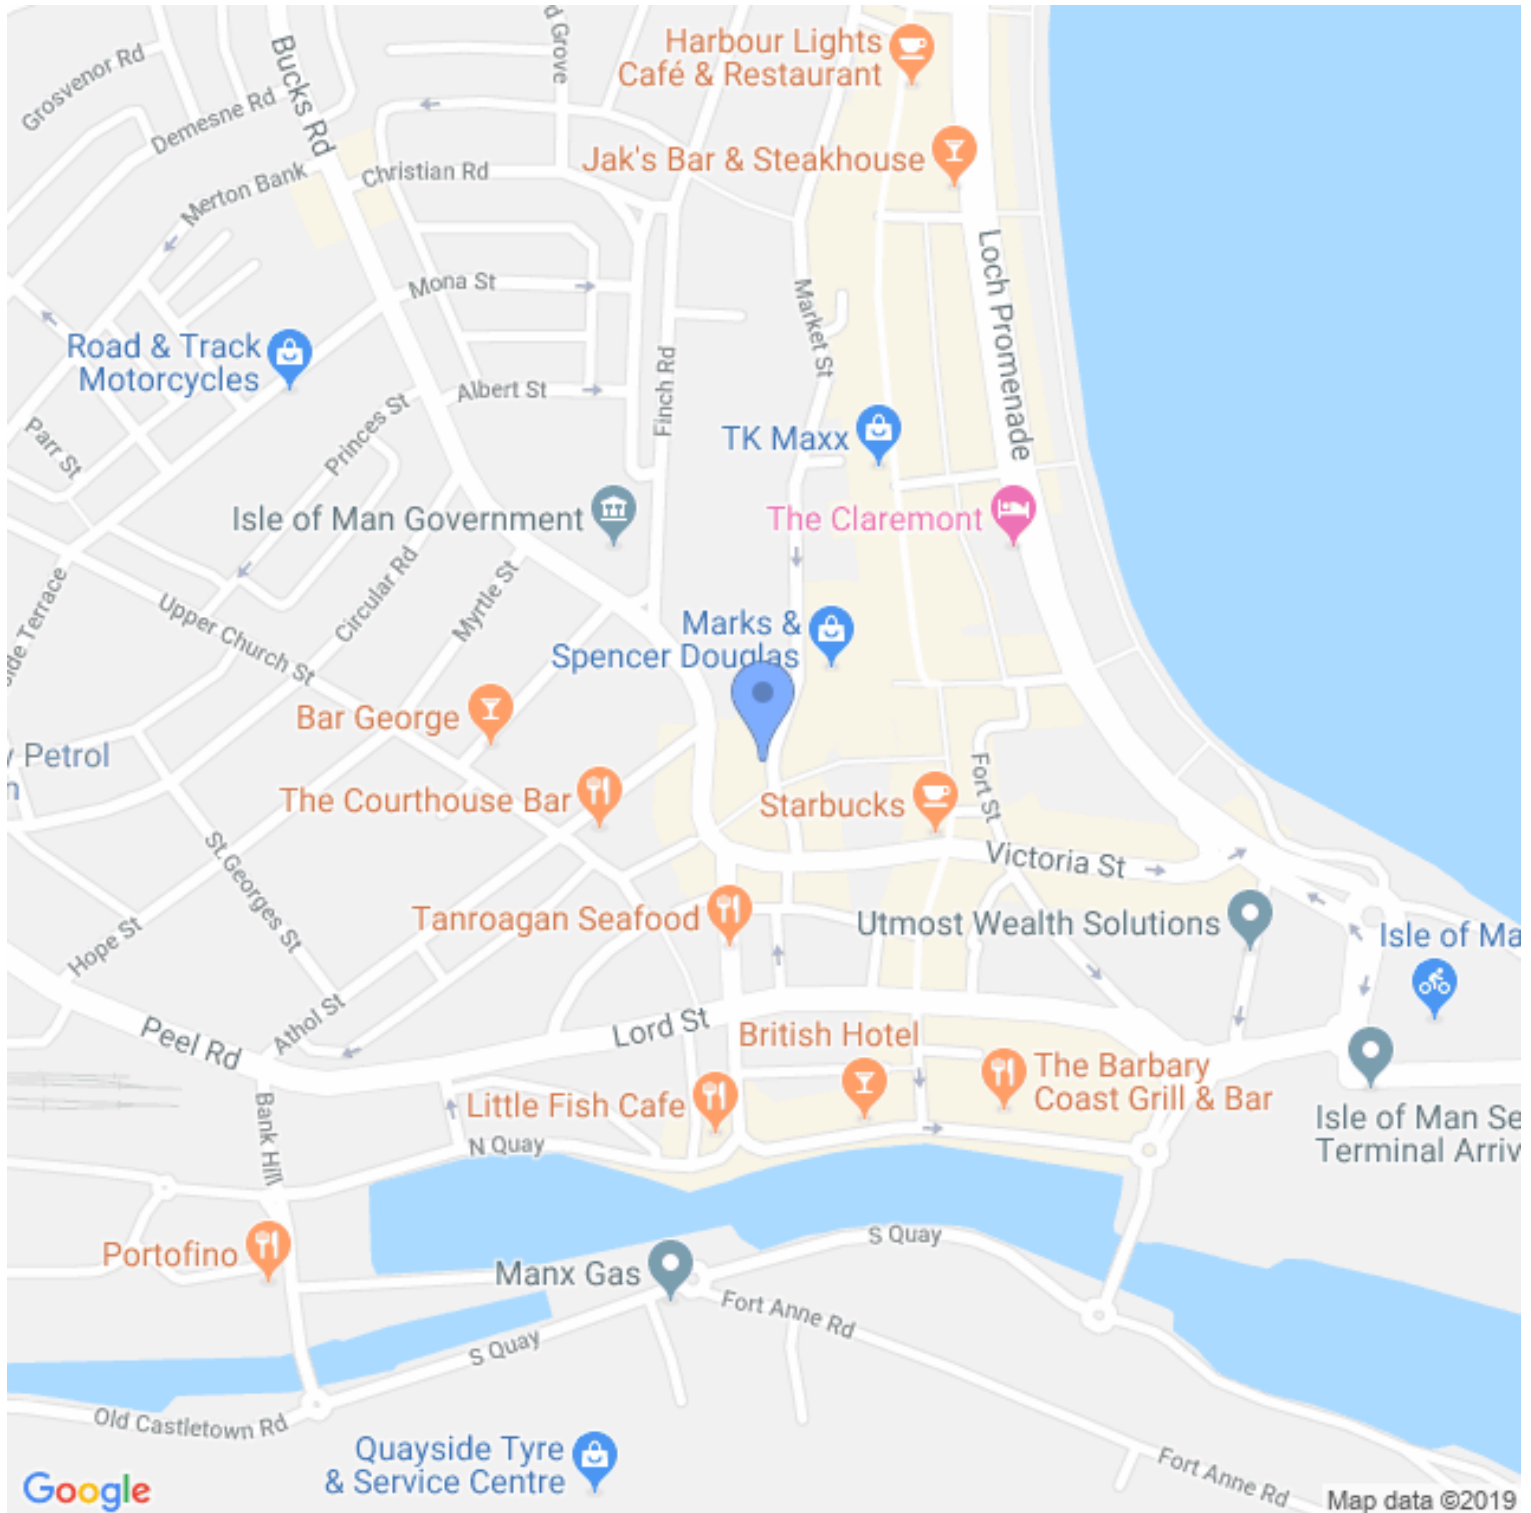 Harbour Lights
Café & Restaurant
Grosvenor Rd
Bucks Rd
d Grove
Demesne Rd
Jak's Bar & Steakhouse
Christian Rd
Merton Bank
Loch Promenade
Mona St
Market St
Road & Track
Motorcycles
Finch Rd
Albert St
Princes St
Parr St
TK Maxx
Isle of Man Government
The Claremont
Circular Rd
Myrtle St
side Terrace
Upper Church St
Marks &
Spencer Douglas
Bar George
y Petrol
n
Fort St
The Courthouse Bar
Starbucks
St Georges St
Victoria St
Tanroagan Seafood
Utmost Wealth Solutions
Hope St
Isle of Ma
Athol St
Peel Rd
Lord St
British Hotel
The Barbary
Coast Grill & Bar
Little Fish Cafe
Bank Hill
N Quay
Isle of Man Se
Terminal Arriv
S Quay
Portofino
Manx Gas
Fort Anne Rd
S Quay
Old Castletown Rd
Quayside Tyre
& Service Centre
Fort Anne Rd
Google
Map data ©2019